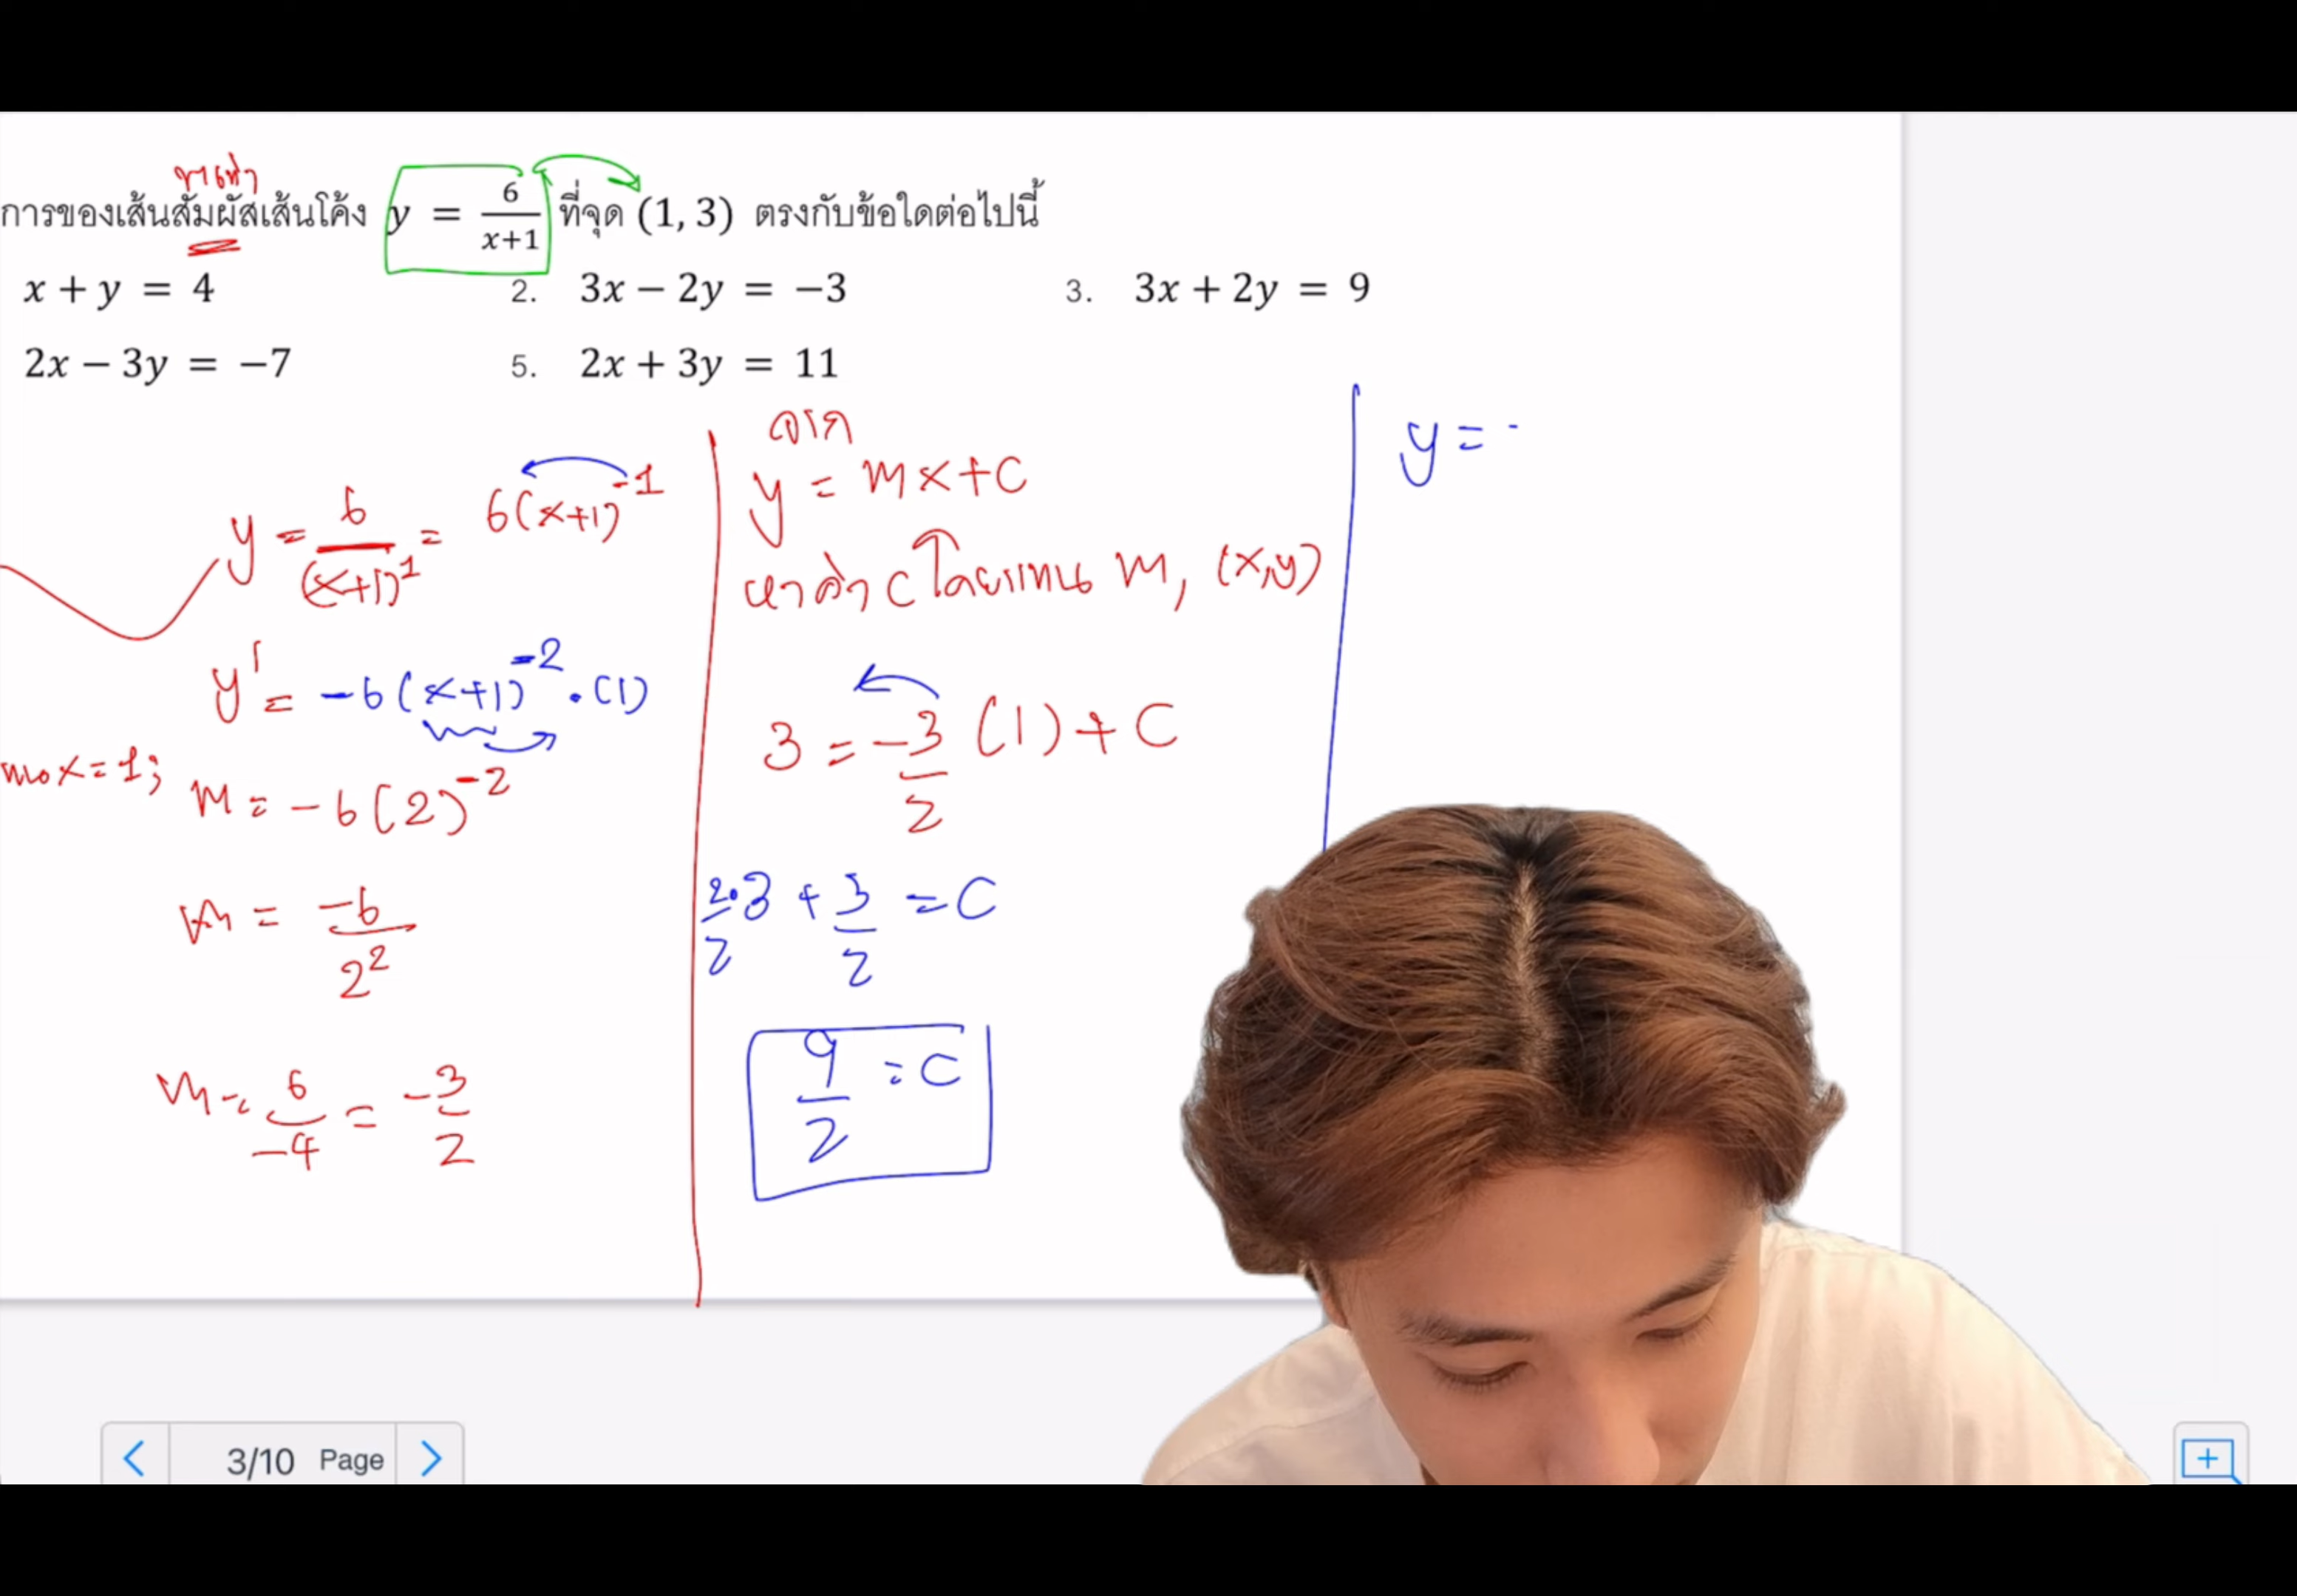 การของเส้นสัมผัสเส้นโค้ง y = 6/(x+1) ที่จุด (1, 3) ตรงกับข้อใดต่อไปนี้
x + y = 4 2. 3x − 2y = −3 3. 3x + 2y = 9
2x − 3y = −7 5. 2x + 3y = 11
y = 6/(x+1)¹ = 6(x+1)⁻¹
y' = -6(x+1)⁻² · (1)
x = 1; m = -6(2)⁻²
m = -6/2²
m = 6/-4 = -3/2
จาก
y = mx + c
หาค่า c โดยแทน m, (x,y)
3 = -3/2 (1) + C
2/2·3 + 3/2 = C
9/2 = C
y = -
3/10 Page